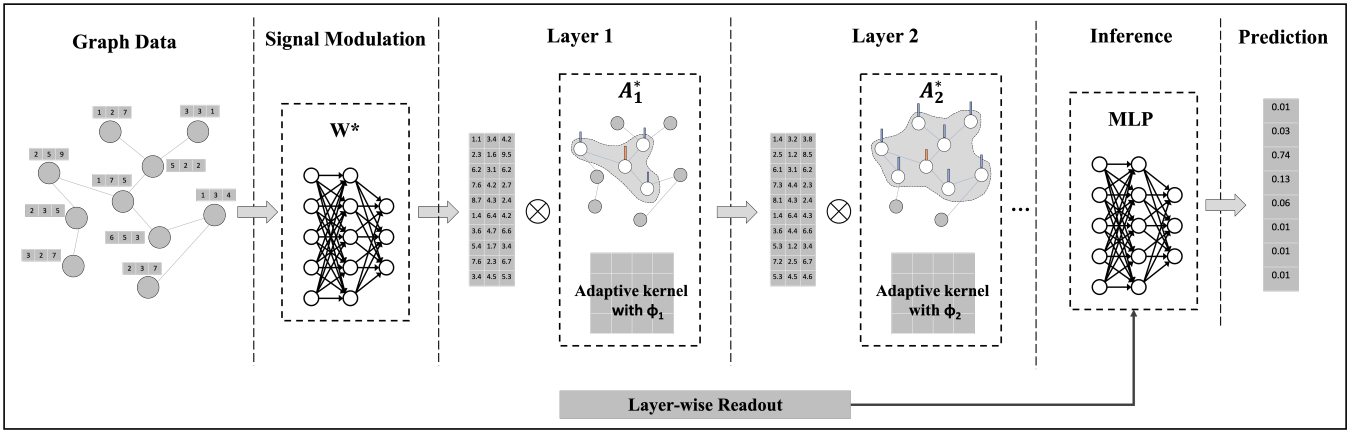 Graph Data
Signal Modulation
Layer 1
Layer 2
Inference
Prediction
1 2 7
3 3 1
2 5 9
5 2 2
1 7 5
1 3 4
2 3 5
6 5 3
3 2 7
2 3 7
W*
1.1 3.4 4.2
2.3 1.6 9.5
6.2 3.1 6.2
7.6 4.2 2.7
8.7 4.3 2.4
1.4 6.4 4.2
3.6 4.7 6.6
5.4 1.7 3.4
7.6 2.3 6.7
3.4 4.5 5.3
A₁*
Adaptive kernel
with ϕ₁
1.4 3.2 3.8
2.5 1.2 8.5
6.1 3.1 6.2
7.3 4.4 2.3
8.1 4.3 2.4
1.4 6.4 4.3
3.6 4.4 6.6
5.3 1.2 3.4
7.2 2.5 6.7
5.3 4.5 4.6
A₂*
Adaptive kernel
with ϕ₂
...
MLP
0.01
0.03
0.74
0.13
0.06
0.01
0.01
0.01
Layer-wise Readout